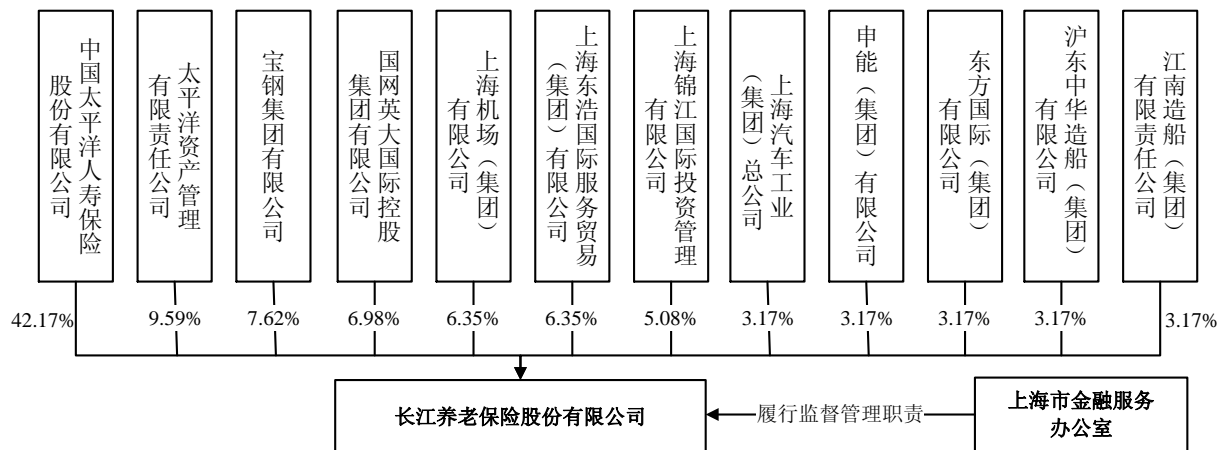 中国太平洋人寿保险
股份有限公司
太平洋资产管理
有限责任公司
宝钢集团有限公司
国网英大国际控股
集团有限公司
上海机场（集团）
有限公司
上海东浩国际服务贸易
（集团）有限公司
上海锦江国际投资管理
有限公司
上海汽车工业
（集团）总公司
申能（集团）有限公司
东方国际（集团）
有限公司
沪东中华造船（集团）
有限公司
江南造船（集团）
有限责任公司
42.17%
9.59%
7.62%
6.98%
6.35%
6.35%
5.08%
3.17%
3.17%
3.17%
3.17%
3.17%
长江养老保险股份有限公司
履行监督管理职责
上海市金融服务
办公室